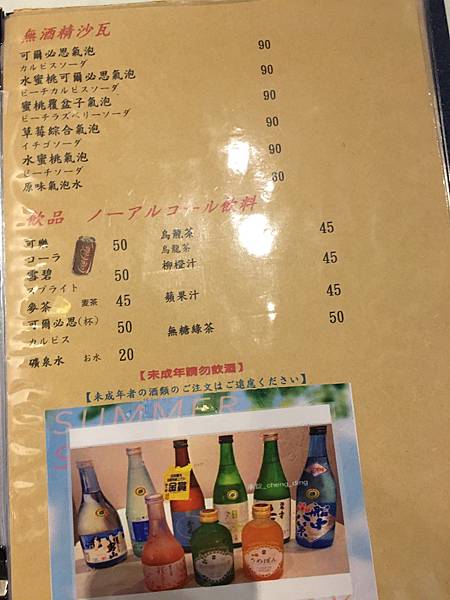 無酒精沙瓦
可爾必思氣泡 90
カルピスソーダ
水蜜桃可爾必思氣泡 90
ピーチカルピスソーダ
蜜桃覆盆子氣泡 90
ピーチラズベリーソーダ
草莓綜合氣泡 90
イチゴソーダ
水蜜桃氣泡 90
ピーチソーダ
原味氣泡水 60
飲品 ノーアルコール飲料
可樂 50
コーラ
雪碧 50
スプライト
麥茶 麦茶 45
可爾必思(杯) 50
カルピス
礦泉水 お水 20
烏龍茶 45
烏龍茶
柳橙汁 45
蘋果汁 45
無糖綠茶 50
【未成年請勿飲酒】
【未成年者の酒類のご注文はご遠慮ください】
SUMMER
金賞
_cheng_ding
うめぽん